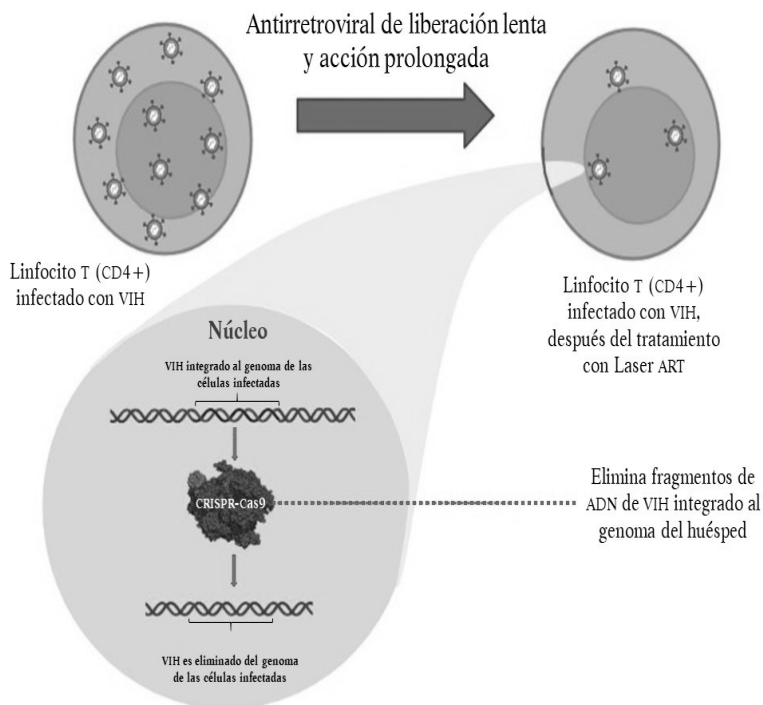 Antirretroviral de liberación lenta
y acción prolongada
Linfocito T (CD4+)
infectado con VIH
Linfocito T (CD4+)
infectado con VIH,
después del tratamiento
con Laser ART
Núcleo
VIH integrado al genoma de las
células infectadas
CRISPR-Cas9
Elimina fragmentos de
ADN de VIH integrado al
genoma del huésped
VIH es eliminado del genoma
de las células infectadas